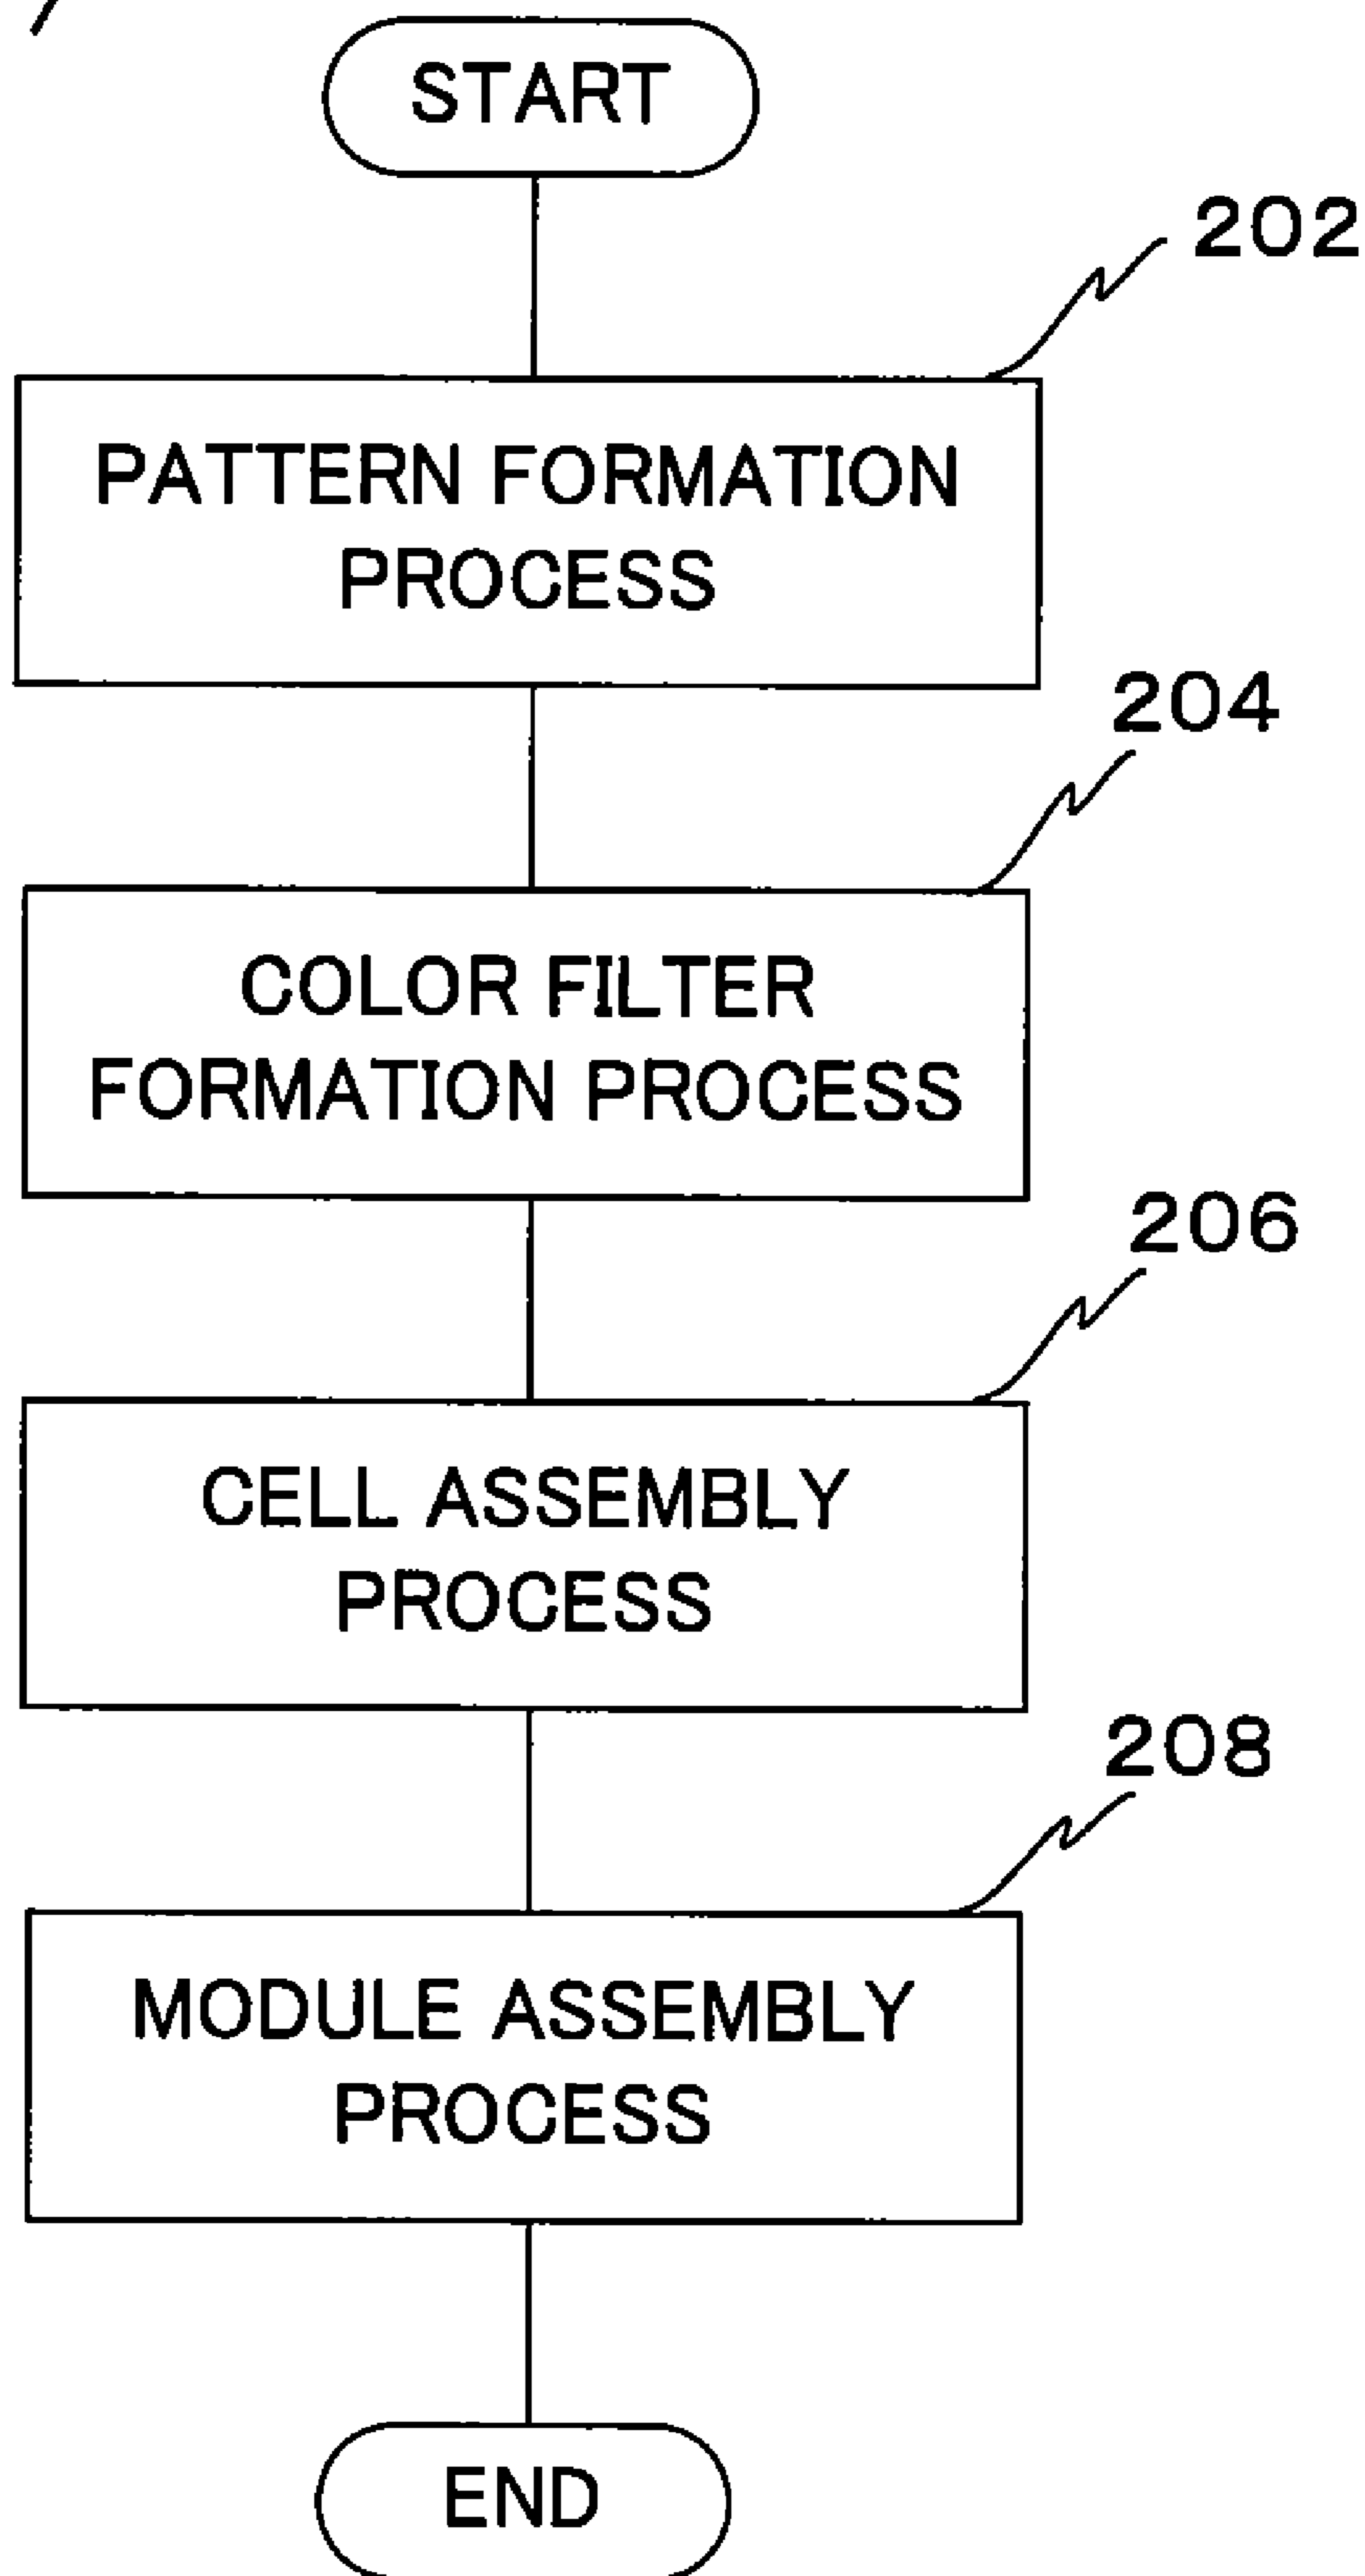 START
202
PATTERN FORMATION
PROCESS
204
COLOR FILTER
FORMATION PROCESS
206
CELL ASSEMBLY
PROCESS
208
MODULE ASSEMBLY
PROCESS
END